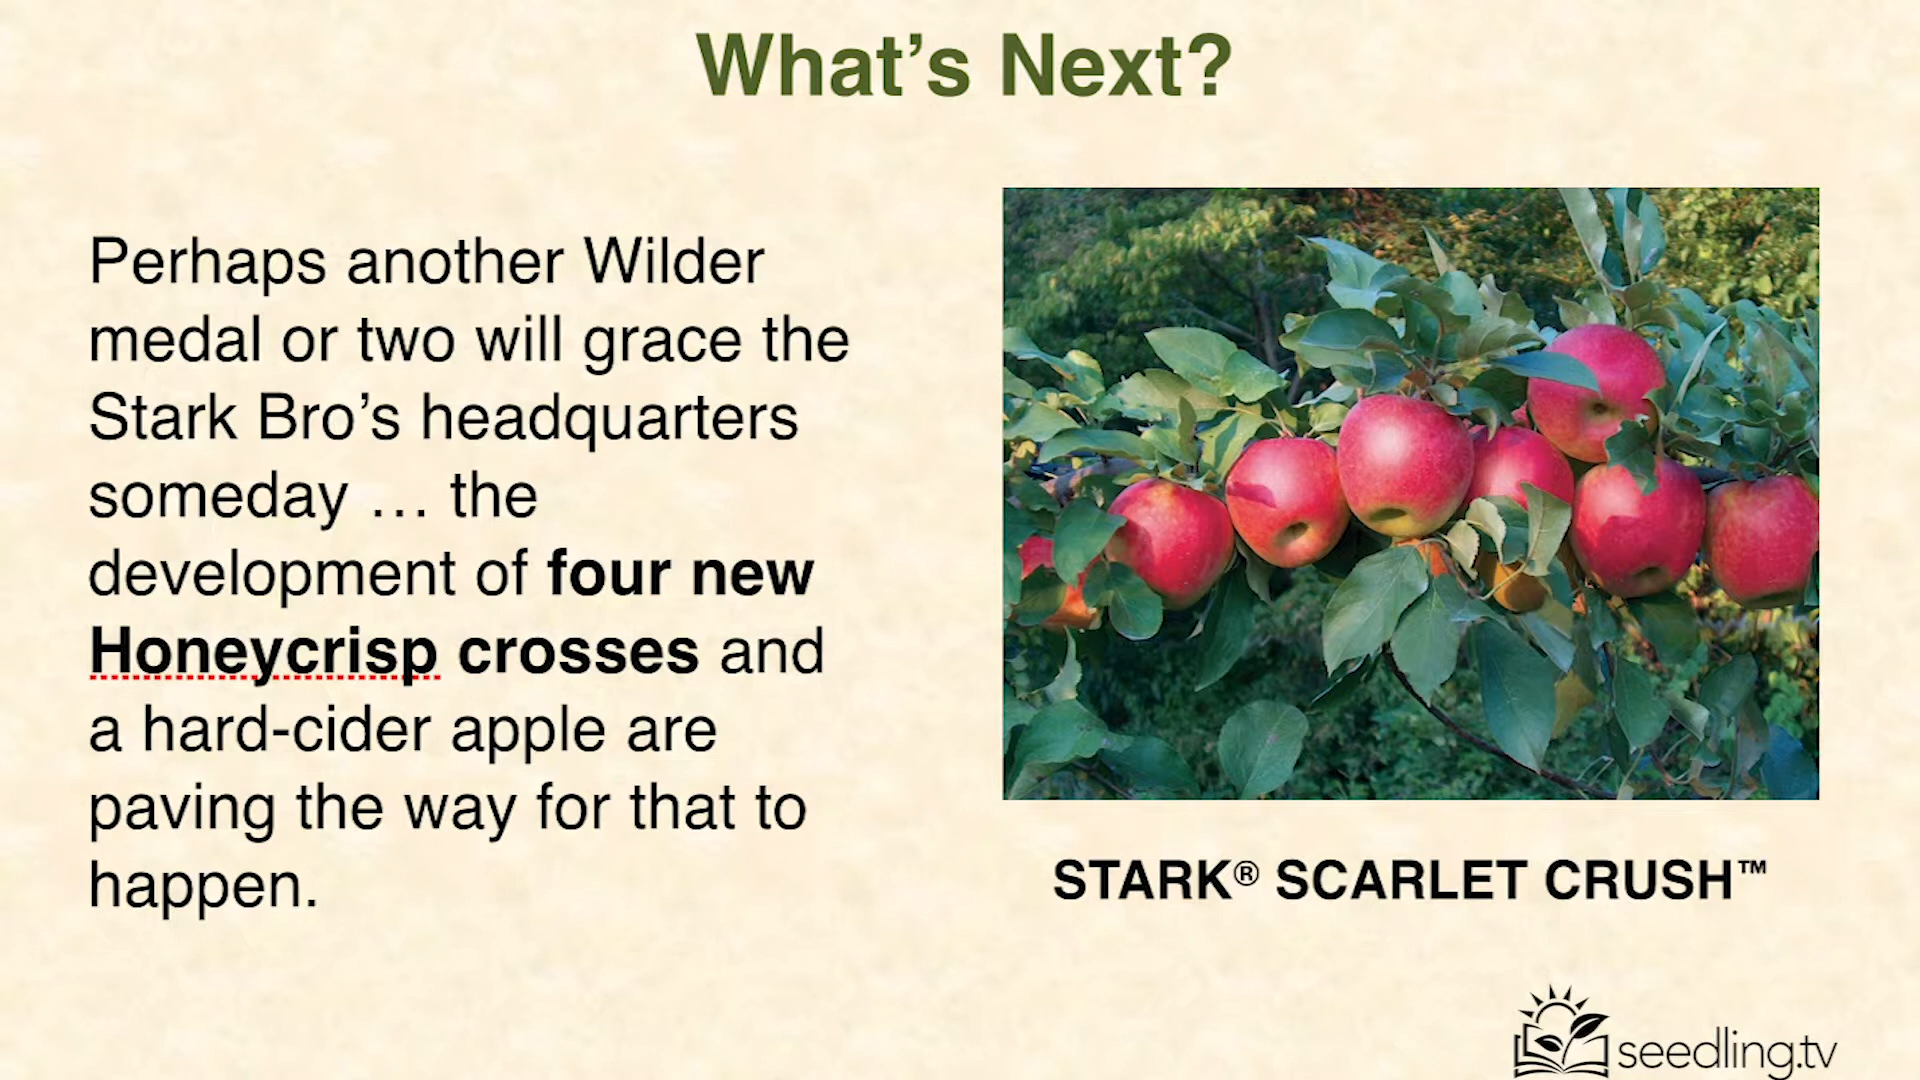 What’s Next?
Perhaps another Wilder
medal or two will grace the
Stark Bro’s headquarters
someday … the
development of four new
Honeycrisp crosses and
a hard-cider apple are
paving the way for that to
happen.
STARK® SCARLET CRUSH™
seedling.tv